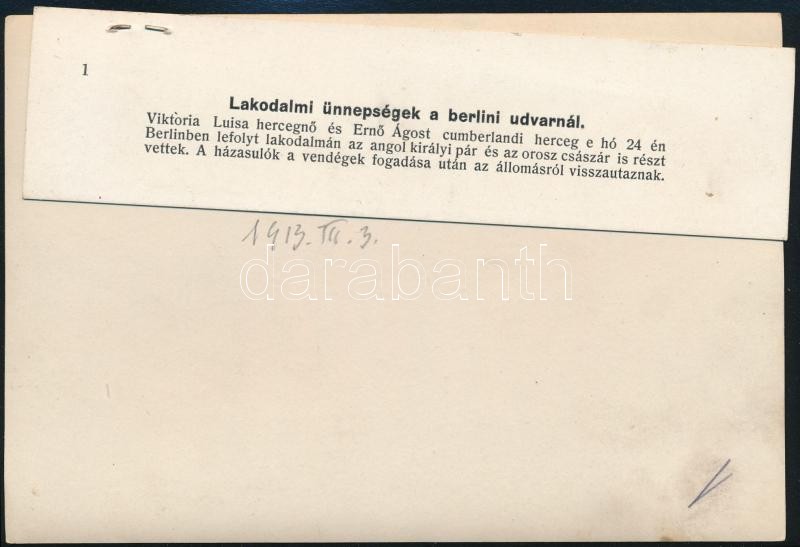 1
Lakodalmi ünnepségek a berlini udvarnál.
Viktoria Luisa hercegnő és Ernő Ágost cumberlandi herceg e hó 24 én
Berlinben lefolyt lakodalmán az angol királyi pár és az orosz császár is részt
vettek. A házasulók a vendégek fogadása után az állomásról visszautaznak.
1913. III. 3.
darabanth